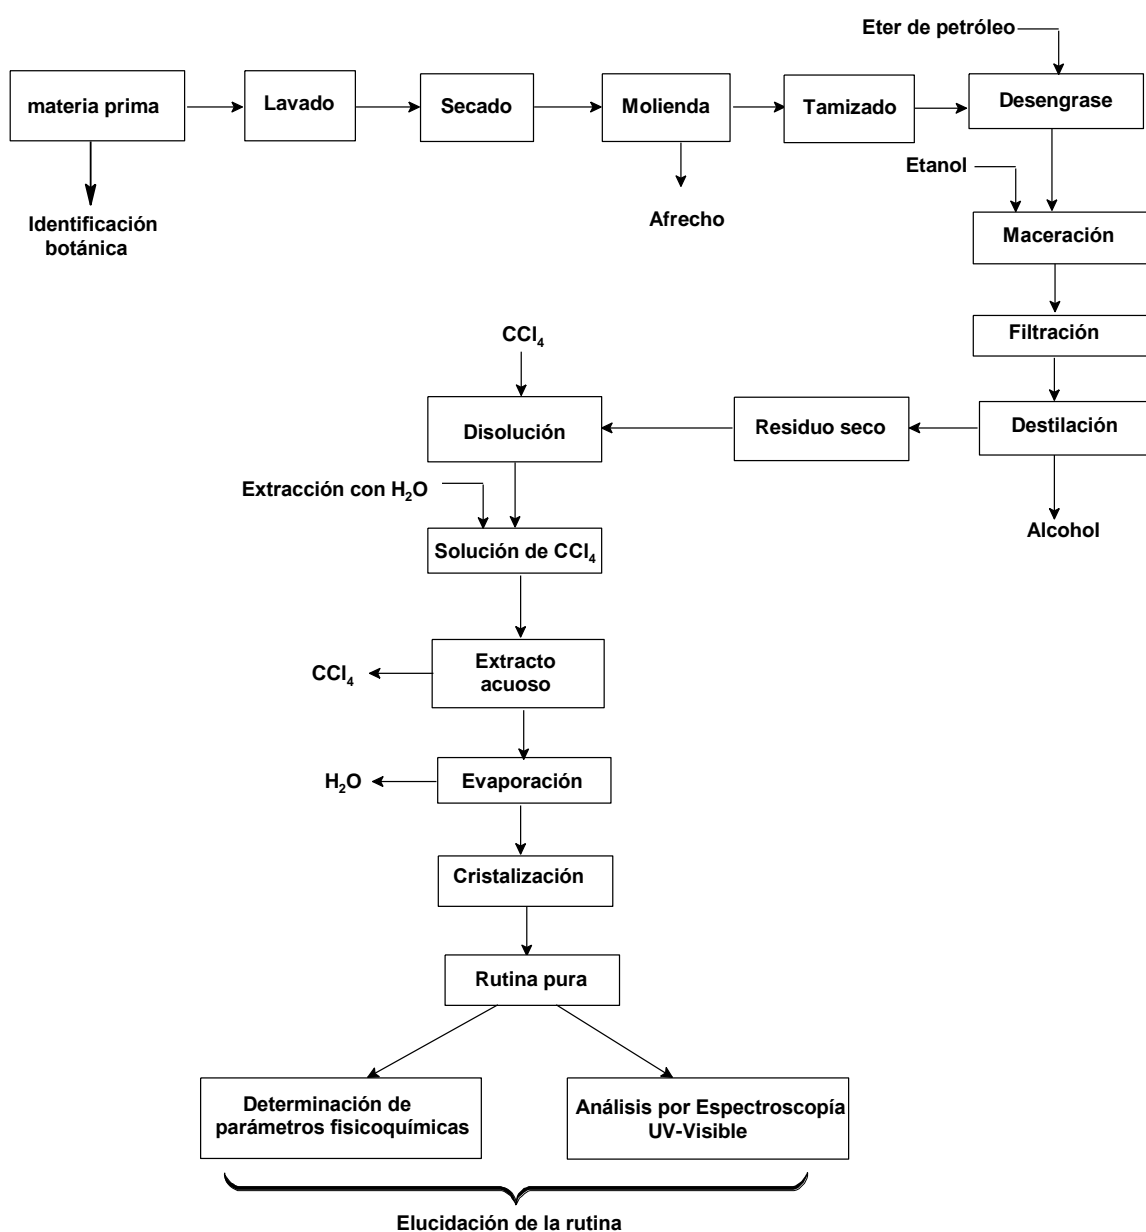 Eter de petróleo
materia prima
Lavado
Secado
Molienda
Tamizado
Desengrase
Etanol
Identificación
botánica
Afrecho
Maceración
Filtración
CCl₄
Disolución
Residuo seco
Destilación
Extracción con H₂O
Alcohol
Solución de CCl₄
Extracto
acuoso
CCl₄
H₂O
Evaporación
Cristalización
Rutina pura
Determinación de
parámetros fisicoquímicas
Análisis por Espectroscopía
UV-Visible
Elucidación de la rutina